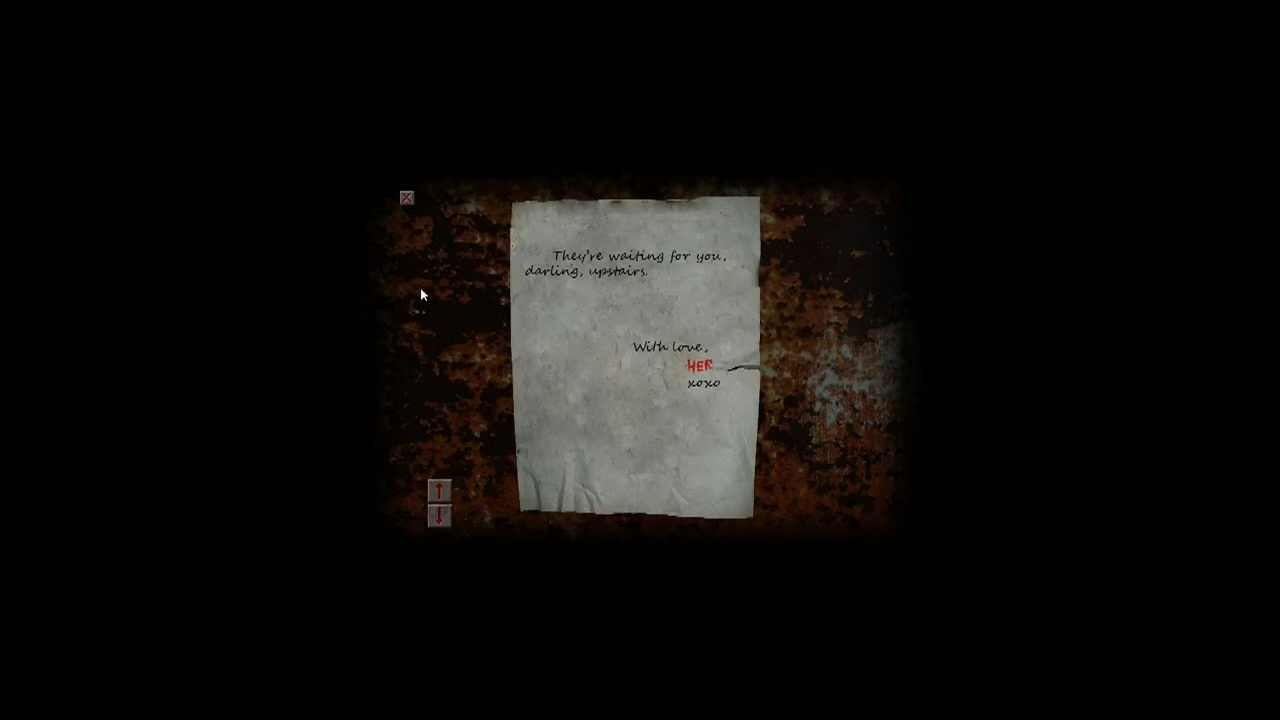 They're waiting for you,
darling, upstairs.
With love,
HER
xoxo